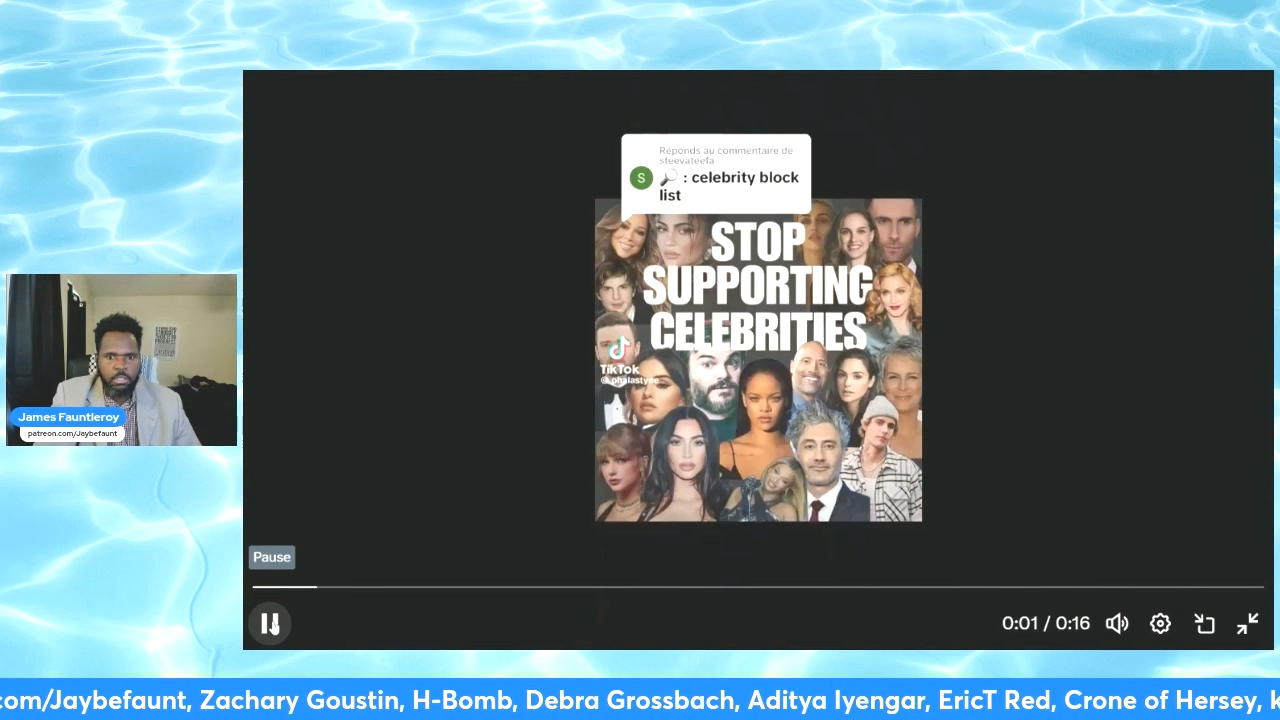 Réponds au commentaire de
steevateefa
S
🔎 : celebrity block
list
STOP
SUPPORTING
CELEBRITIES
TikTok
James Fauntleroy
patreon.com/Jaybefaunt
Pause
0:01 / 0:16
com/Jaybefaunt, Zachary Goustin, H-Bomb, Debra Grossbach, Aditya Iyengar, EricT Red, Crone of Hersey,